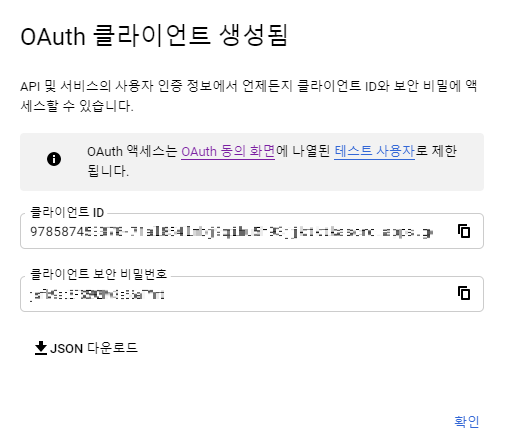 OAuth 클라이언트 생성됨
API 및 서비스의 사용자 인증 정보에서 언제든지 클라이언트 ID와 보안 비밀에 액
세스할 수 있습니다.
OAuth 액세스는 OAuth 동의 화면에 나열된 테스트 사용자로 제한
됩니다.
클라이언트 ID
클라이언트 보안 비밀번호
JSON 다운로드
확인